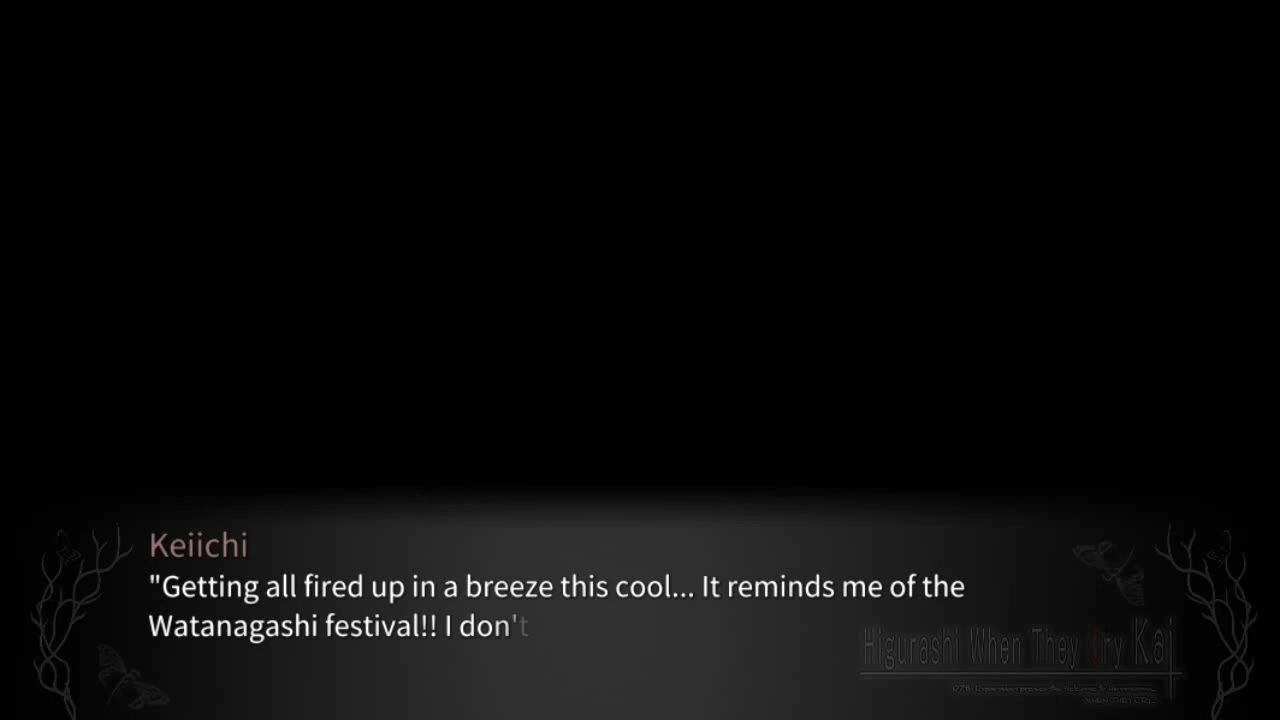 Keiichi
"Getting all fired up in a breeze this cool... It reminds me of the
Watanagashi festival!! I don't
Higurashi When They Cry Kai